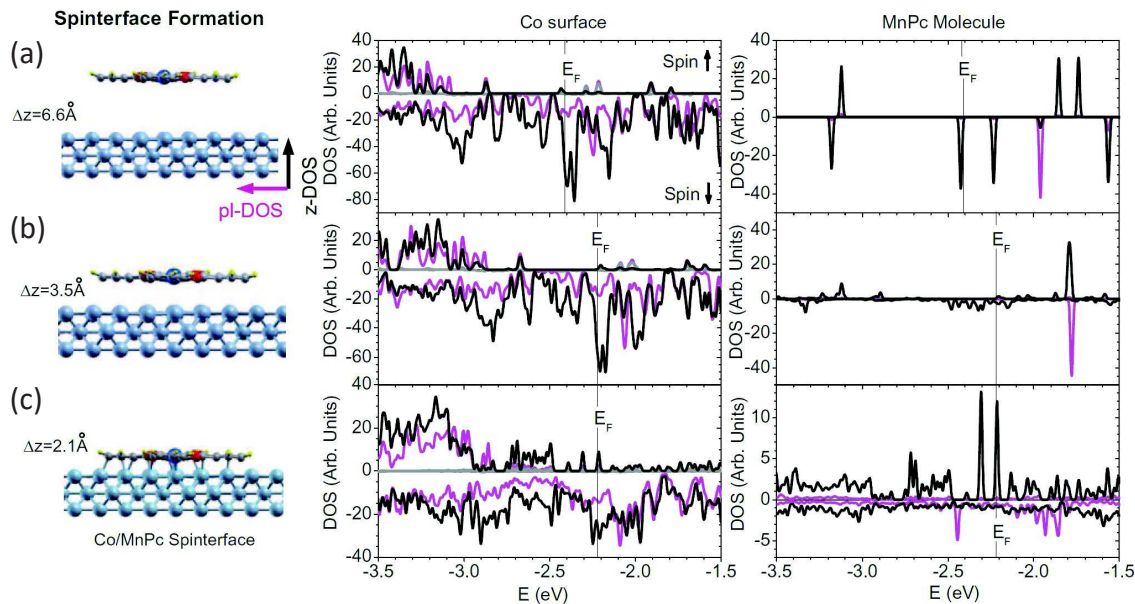 Spinterface Formation
Co surface
MnPc Molecule
(a)
Δz=6.6Å
z-DOS
pl-DOS
DOS (Arb. Units)
40
20
0
-20
-40
-60
-80
E_F
Spin ↑
Spin ↓
DOS (Arb. Units)
40
20
0
-20
-40
E_F
(b)
Δz=3.5Å
DOS (Arb. Units)
20
0
-20
-40
-60
E_F
DOS (Arb. Units)
40
20
0
-20
-40
E_F
(c)
Δz=2.1Å
Co/MnPc Spinterface
DOS (Arb. Units)
40
20
0
-20
-40
E_F
-3.5
-3.0
-2.5
-2.0
-1.5
E (eV)
DOS (Arb. Units)
10
5
0
-5
E_F
-3.5
-3.0
-2.5
-2.0
-1.5
E (eV)